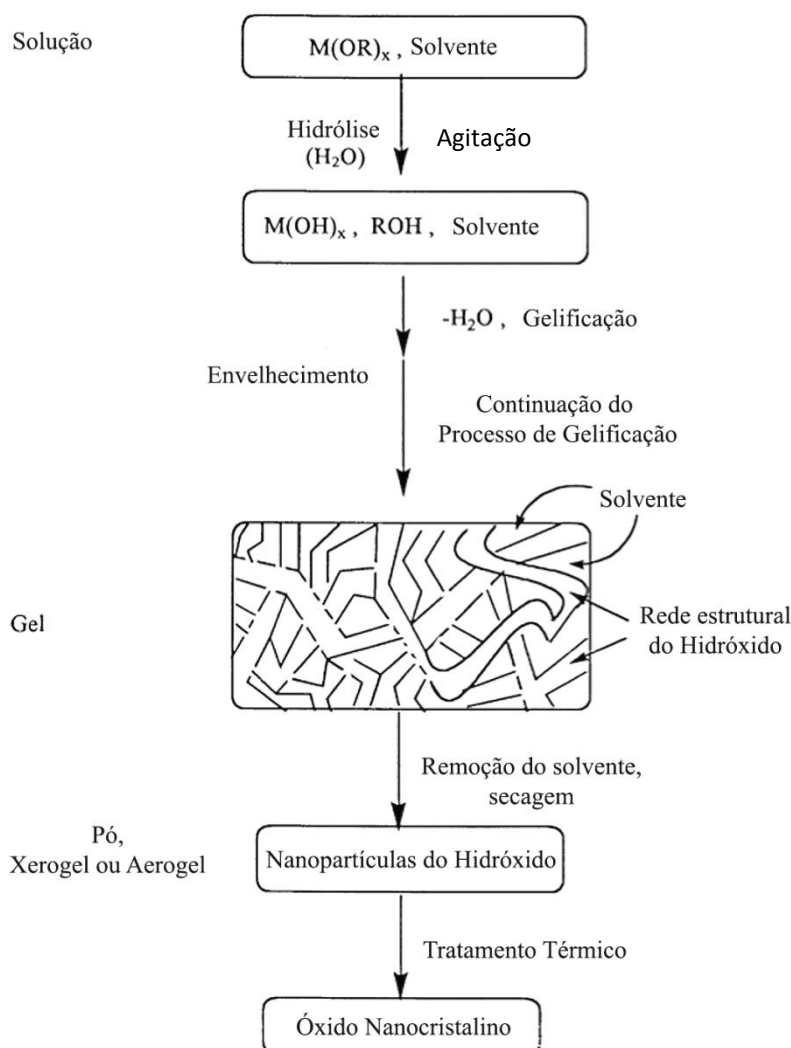 Solução
M(OR)ₓ, Solvente
Hidrólise
(H₂O)
Agitação
M(OH)ₓ, ROH, Solvente
-H₂O, Gelificação
Envelhecimento
Continuação do
Processo de Gelificação
Solvente
Gel
Rede estrutural
do Hidróxido
Remoção do solvente,
secagem
Pó,
Xerogel ou Aerogel
Nanopartículas do Hidróxido
Tratamento Térmico
Óxido Nanocristalino